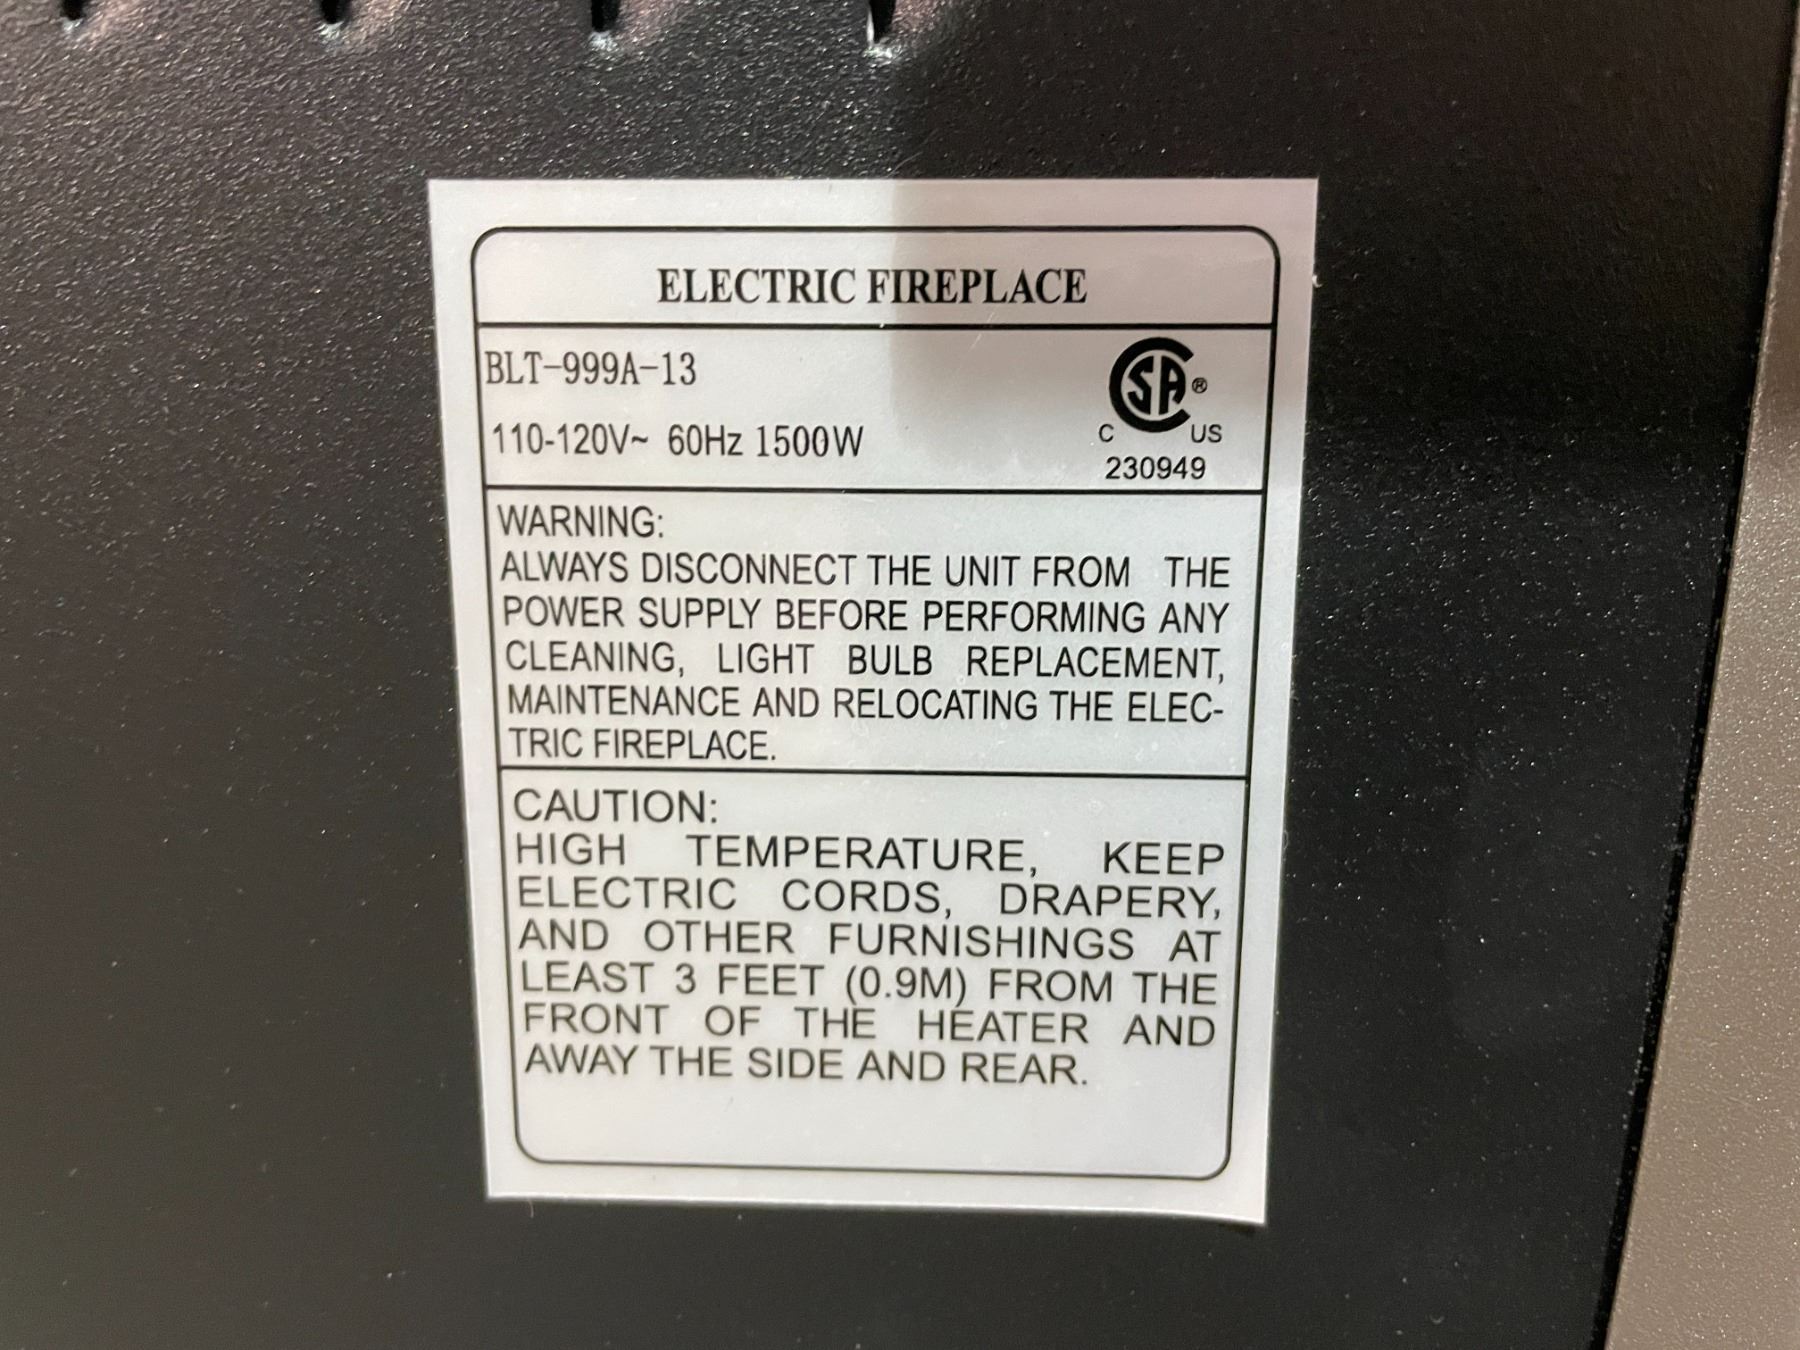 ELECTRIC FIREPLACE
BLT-999A-13
110-120V~ 60Hz 1500W
CSA®
C US
230949
WARNING:
ALWAYS DISCONNECT THE UNIT FROM THE
POWER SUPPLY BEFORE PERFORMING ANY
CLEANING, LIGHT BULB REPLACEMENT,
MAINTENANCE AND RELOCATING THE ELEC-
TRIC FIREPLACE.
CAUTION:
HIGH TEMPERATURE, KEEP
ELECTRIC CORDS, DRAPERY,
AND OTHER FURNISHINGS AT
LEAST 3 FEET (0.9M) FROM THE
FRONT OF THE HEATER AND
AWAY THE SIDE AND REAR.